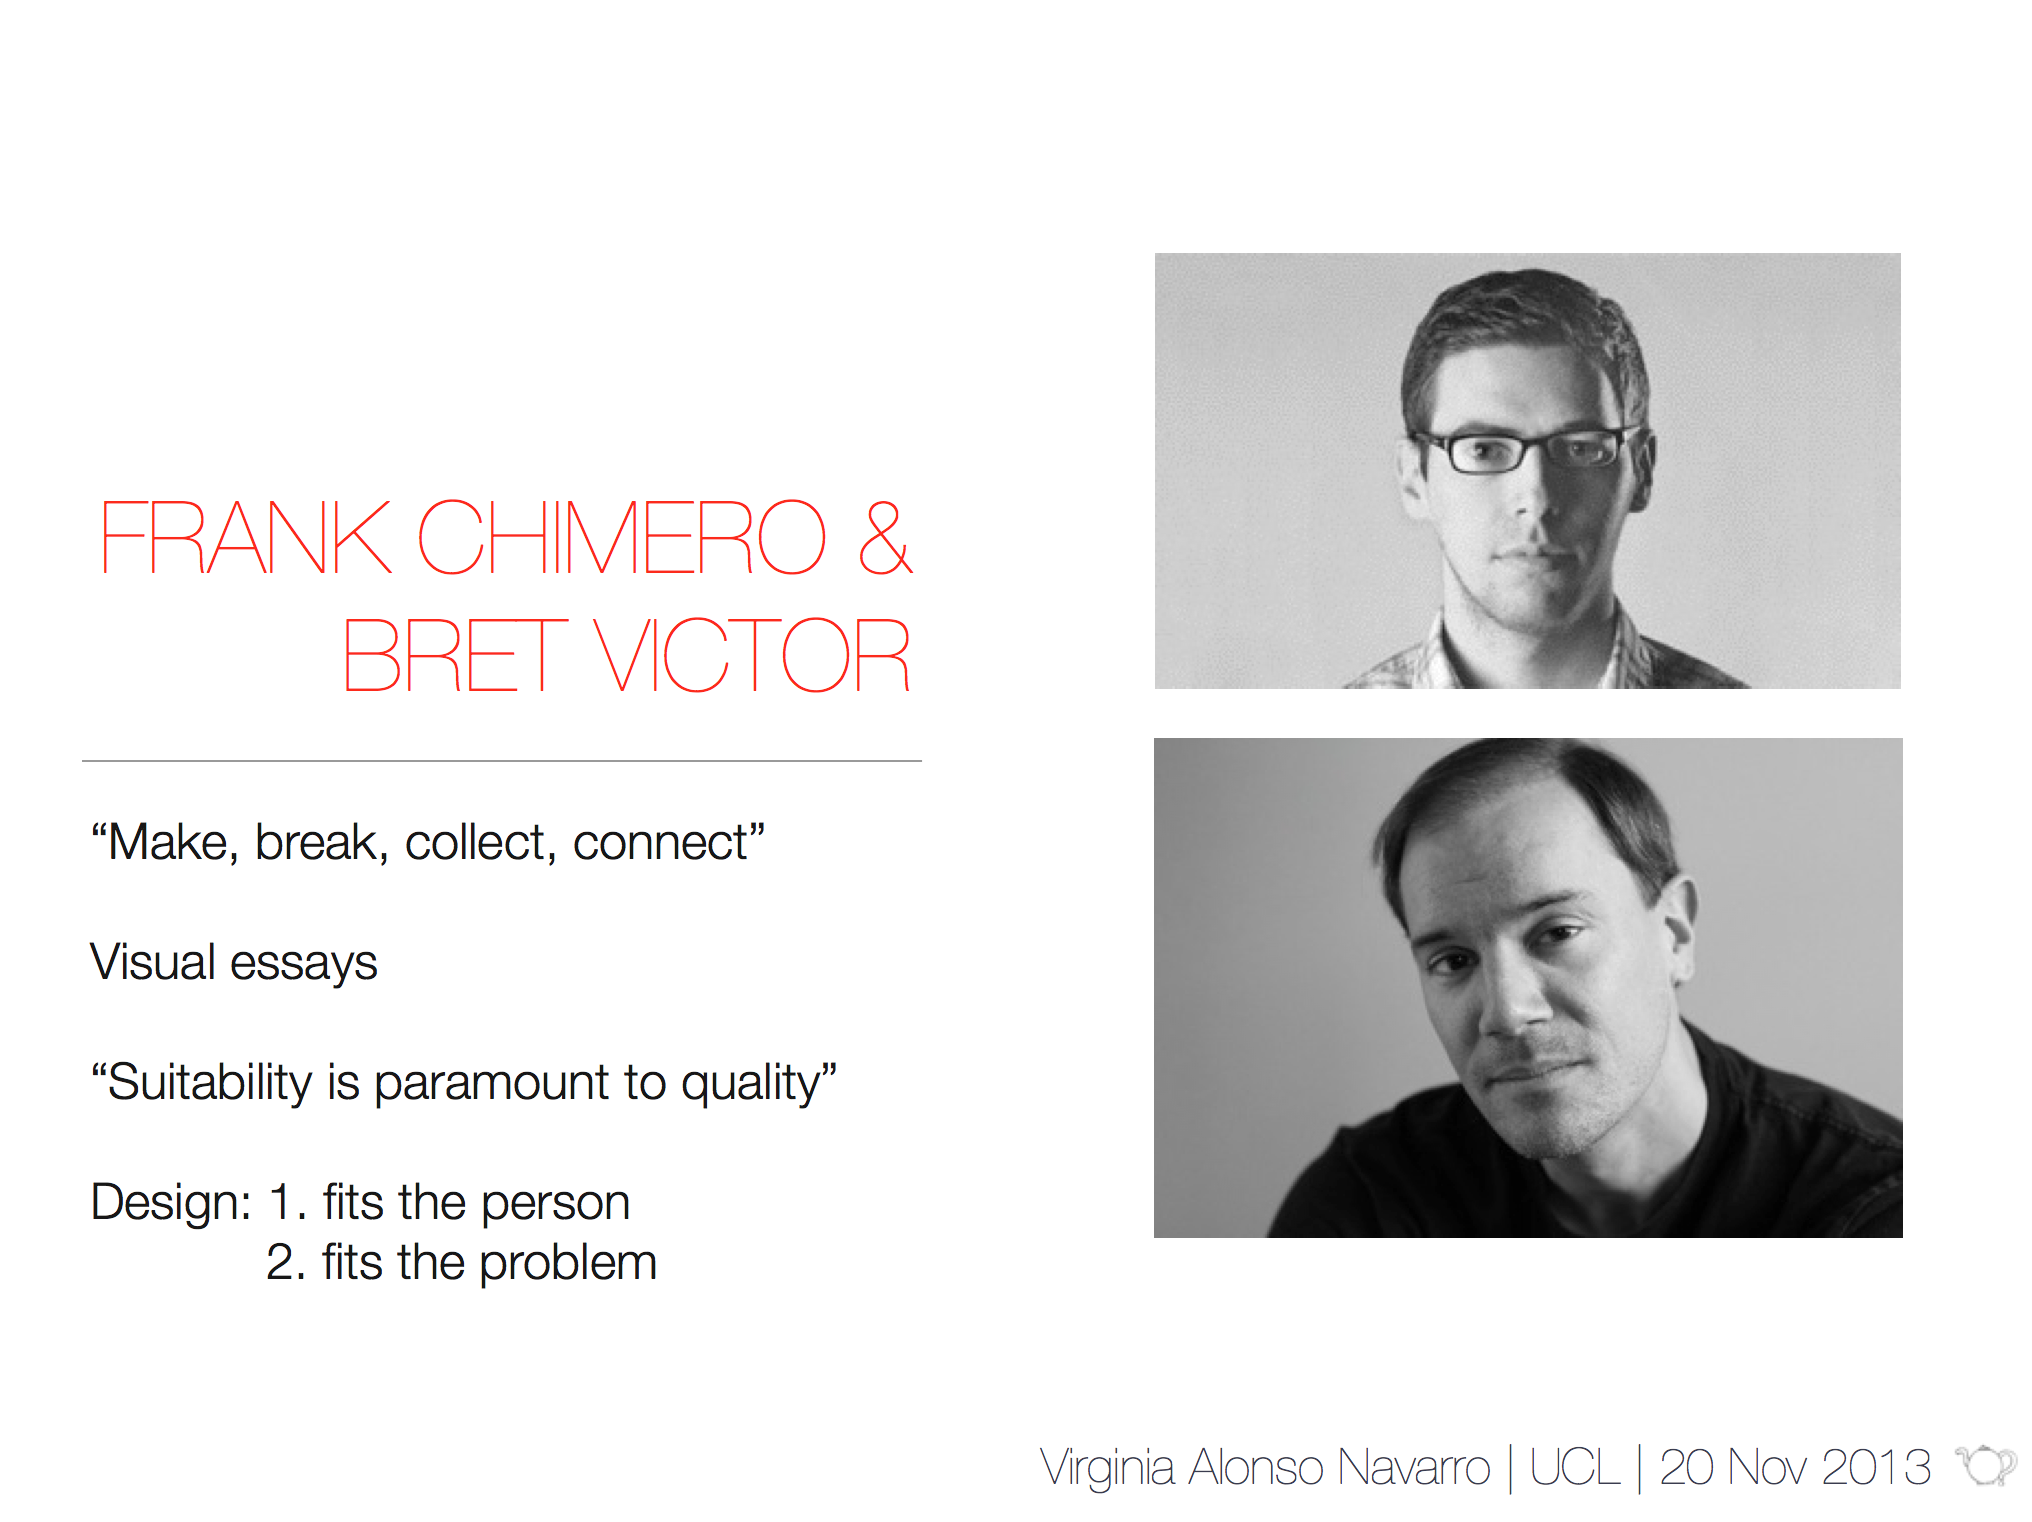 FRANK CHIMERO &
BRET VICTOR
“Make, break, collect, connect”
Visual essays
“Suitability is paramount to quality”
Design: 1. fits the person
2. fits the problem
Virginia Alonso Navarro | UCL | 20 Nov 2013